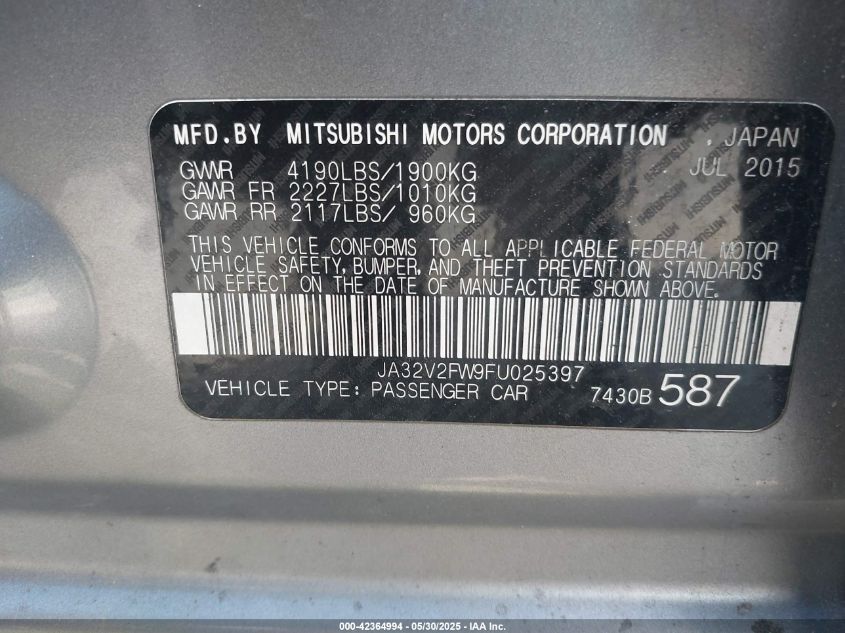 MFD.BY MITSUBISHI MOTORS CORPORATION . JAPAN
GVWR 4190LBS/1900KG JUL 2015
GAWR FR 2227LBS/1010KG
GAWR RR 2117LBS/ 960KG
THIS VEHICLE CONFORMS TO ALL APPLICABLE FEDERAL MOTOR
VEHICLE SAFETY, BUMPER, AND THEFT PREVENTION STANDARDS
IN EFFECT ON THE DATE OF MANUFACTURE SHOWN ABOVE.
JA32V2FW9FU025397
VEHICLE TYPE: PASSENGER CAR 7430B 587
000-42364994 - 05/30/2025 - IAA Inc.